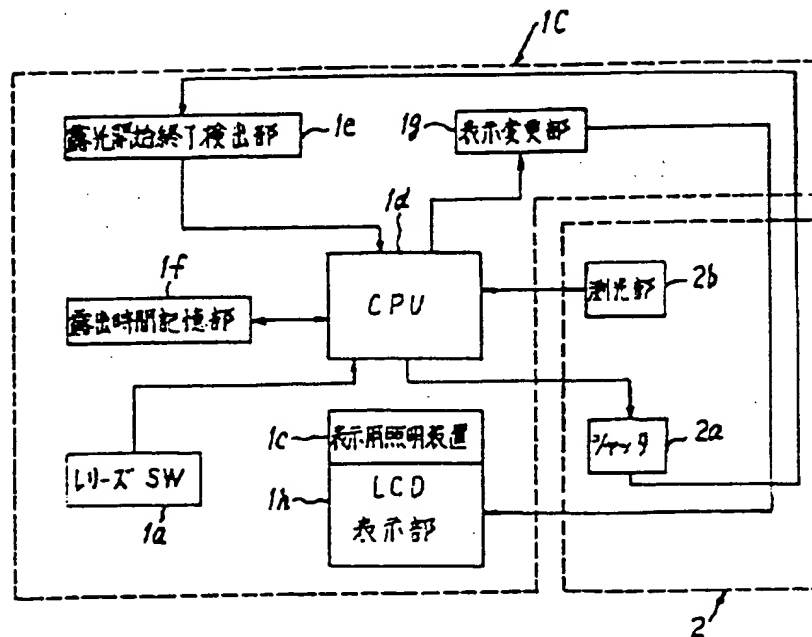 1C
露光開始終了検出部
1e
1g
表示変更部
1d
1f
CPU
測光部
2b
露出時間記憶部
1c
表示用照明装置
シャッタ
2a
レリーズ SW
1h
LCD
表示部
1a
2